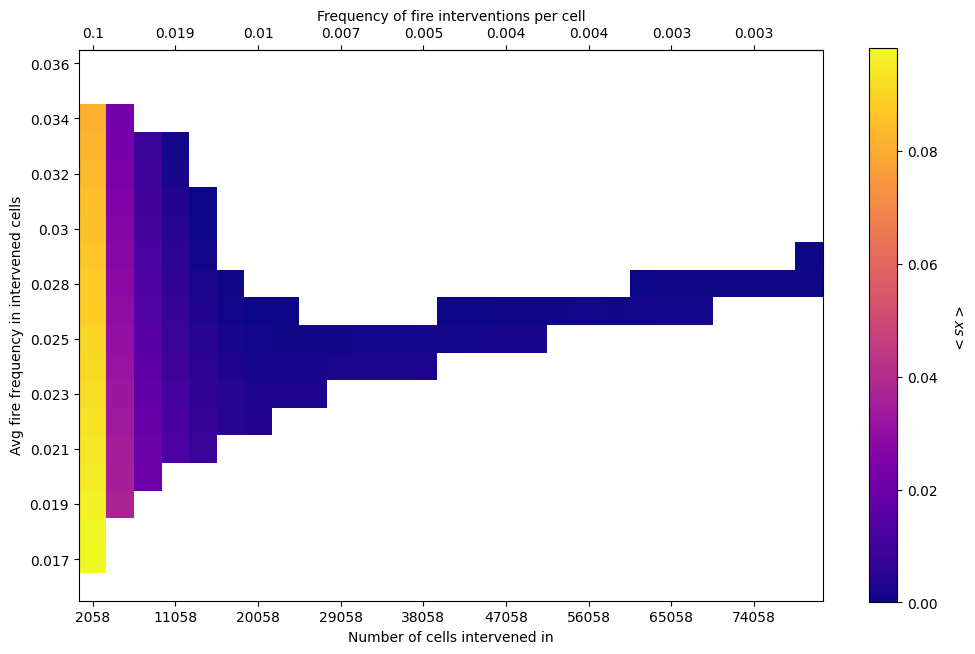 Frequency of fire interventions per cell
0.1 0.019 0.01 0.007 0.005 0.004 0.004 0.003 0.003
Avg fire frequency in intervened cells
0.036
0.034
0.032
0.03
0.028
0.025
0.023
0.021
0.019
0.017
2058 11058 20058 29058 38058 47058 56058 65058 74058
Number of cells intervened in
0.08
0.06
0.04
0.02
0.00
< sx >